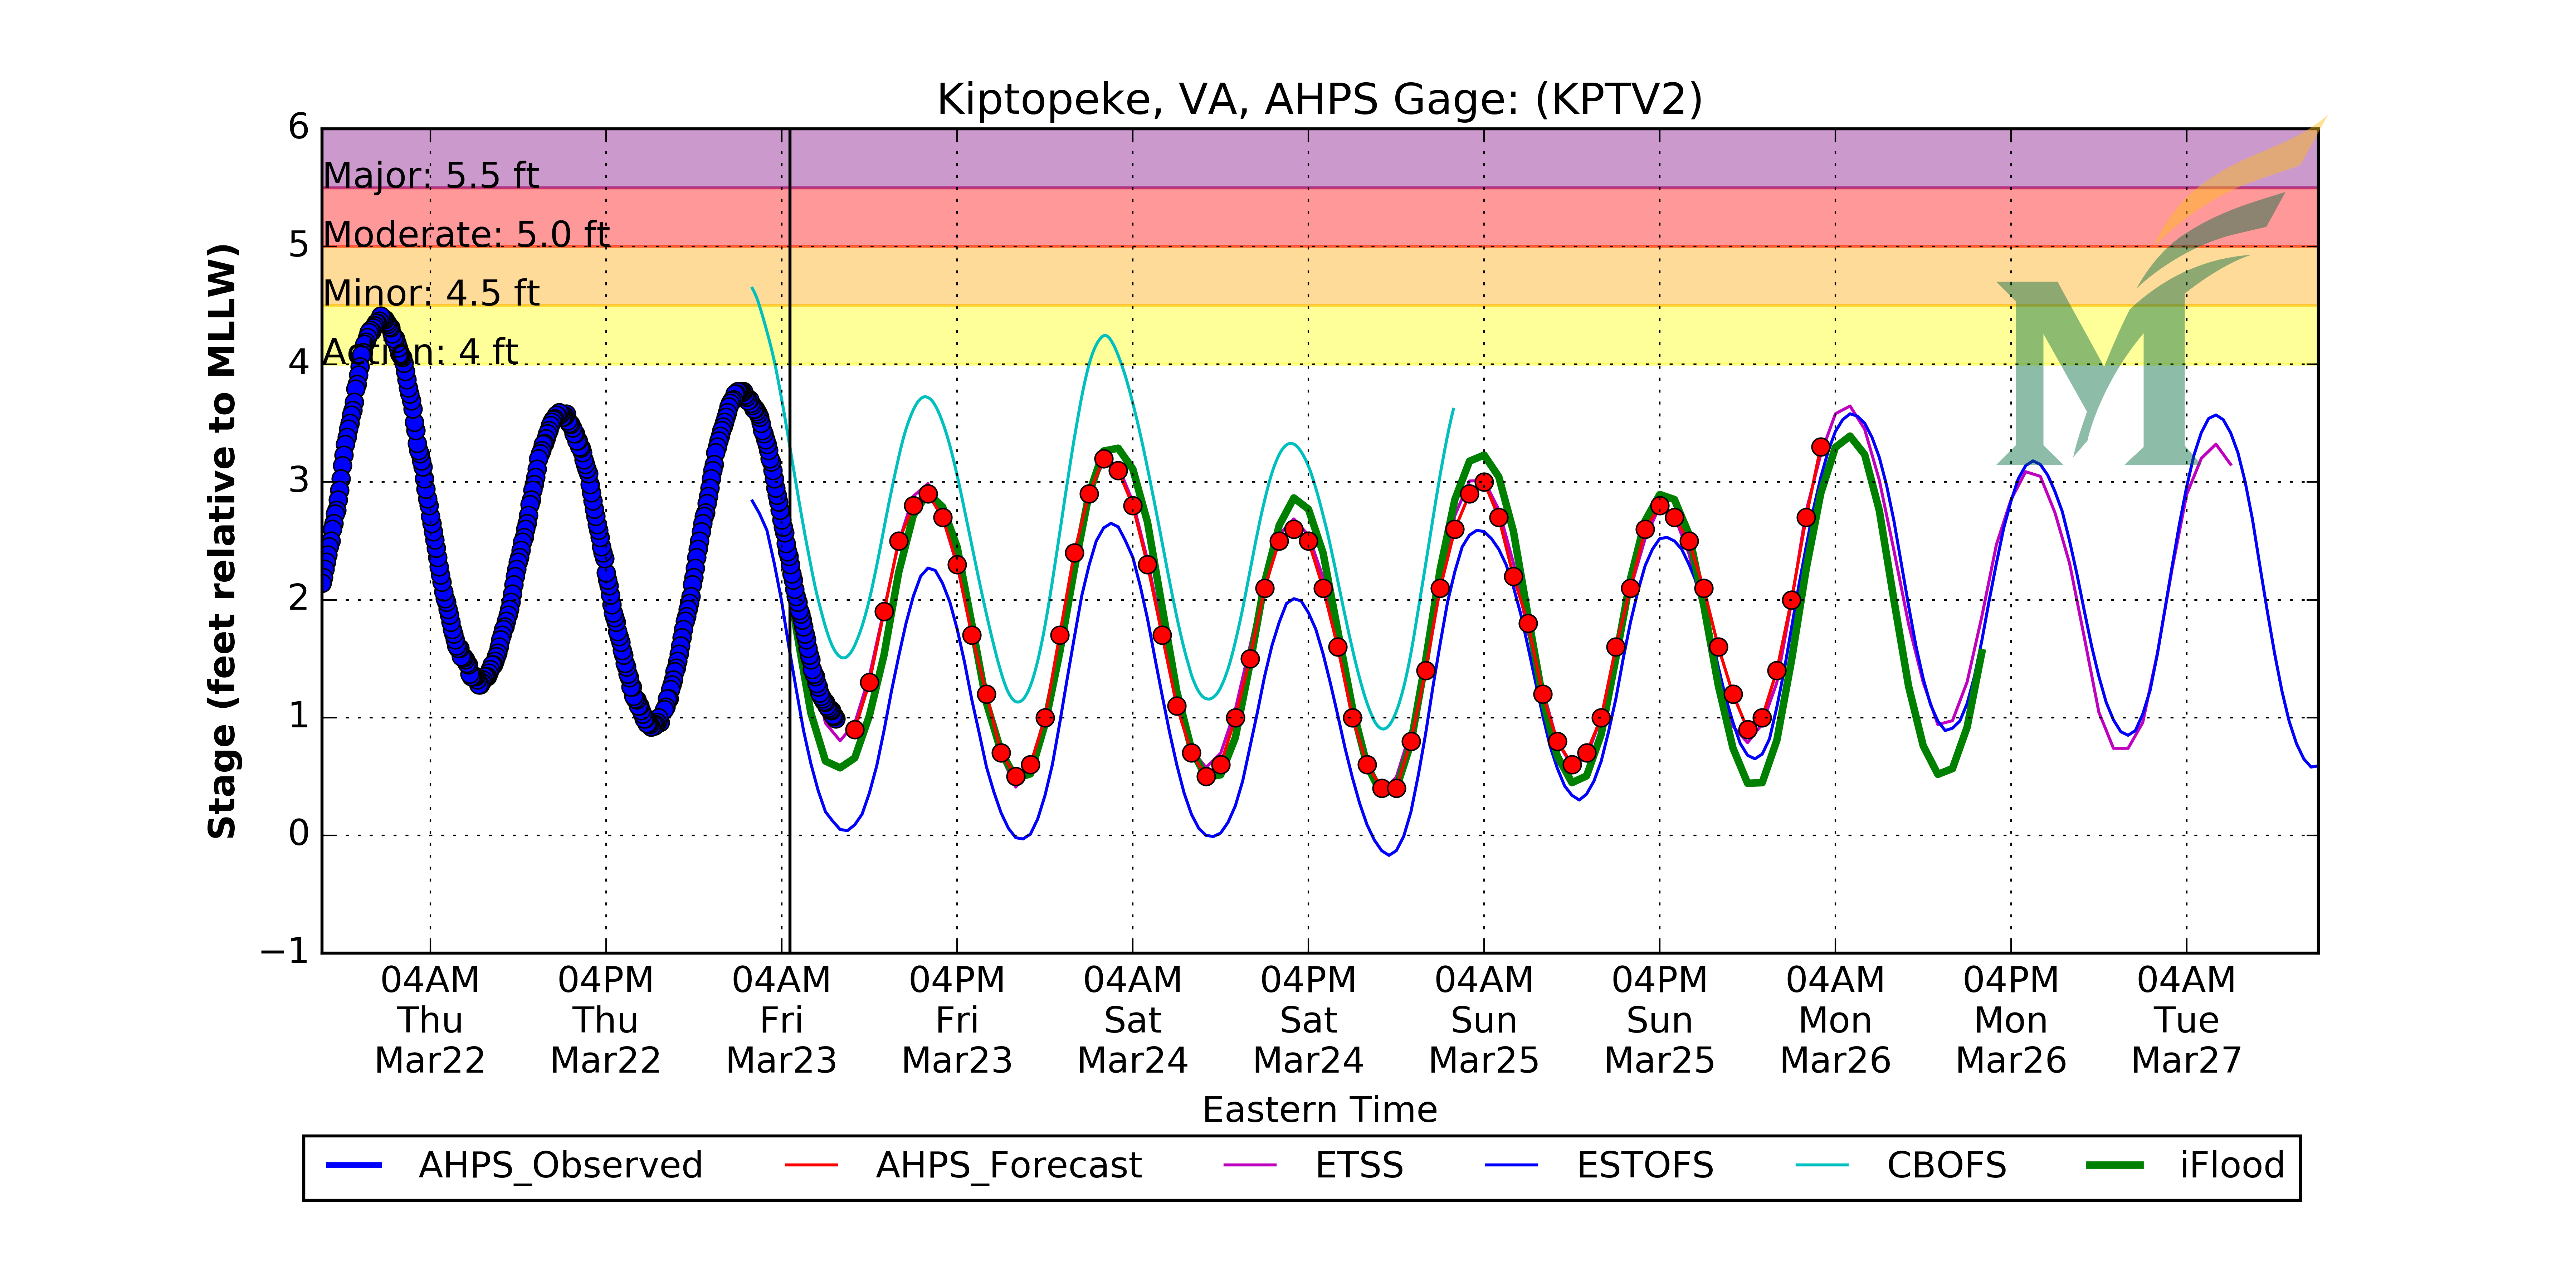 Kiptopeke, VA, AHPS Gage: (KPTV2)
Stage (feet relative to MLLW)
6
5
4
3
2
1
0
−1
Major: 5.5 ft
Moderate: 5.0 ft
Minor: 4.5 ft
Action: 4 ft
M
04AM 04PM 04AM 04PM 04AM 04PM 04AM 04PM 04AM 04PM 04AM
Thu Thu Fri Fri Sat Sat Sun Sun Mon Mon Tue
Mar22 Mar22 Mar23 Mar23 Mar24 Mar24 Mar25 Mar25 Mar26 Mar26 Mar27
Eastern Time
AHPS_Observed AHPS_Forecast ETSS ESTOFS CBOFS iFlood